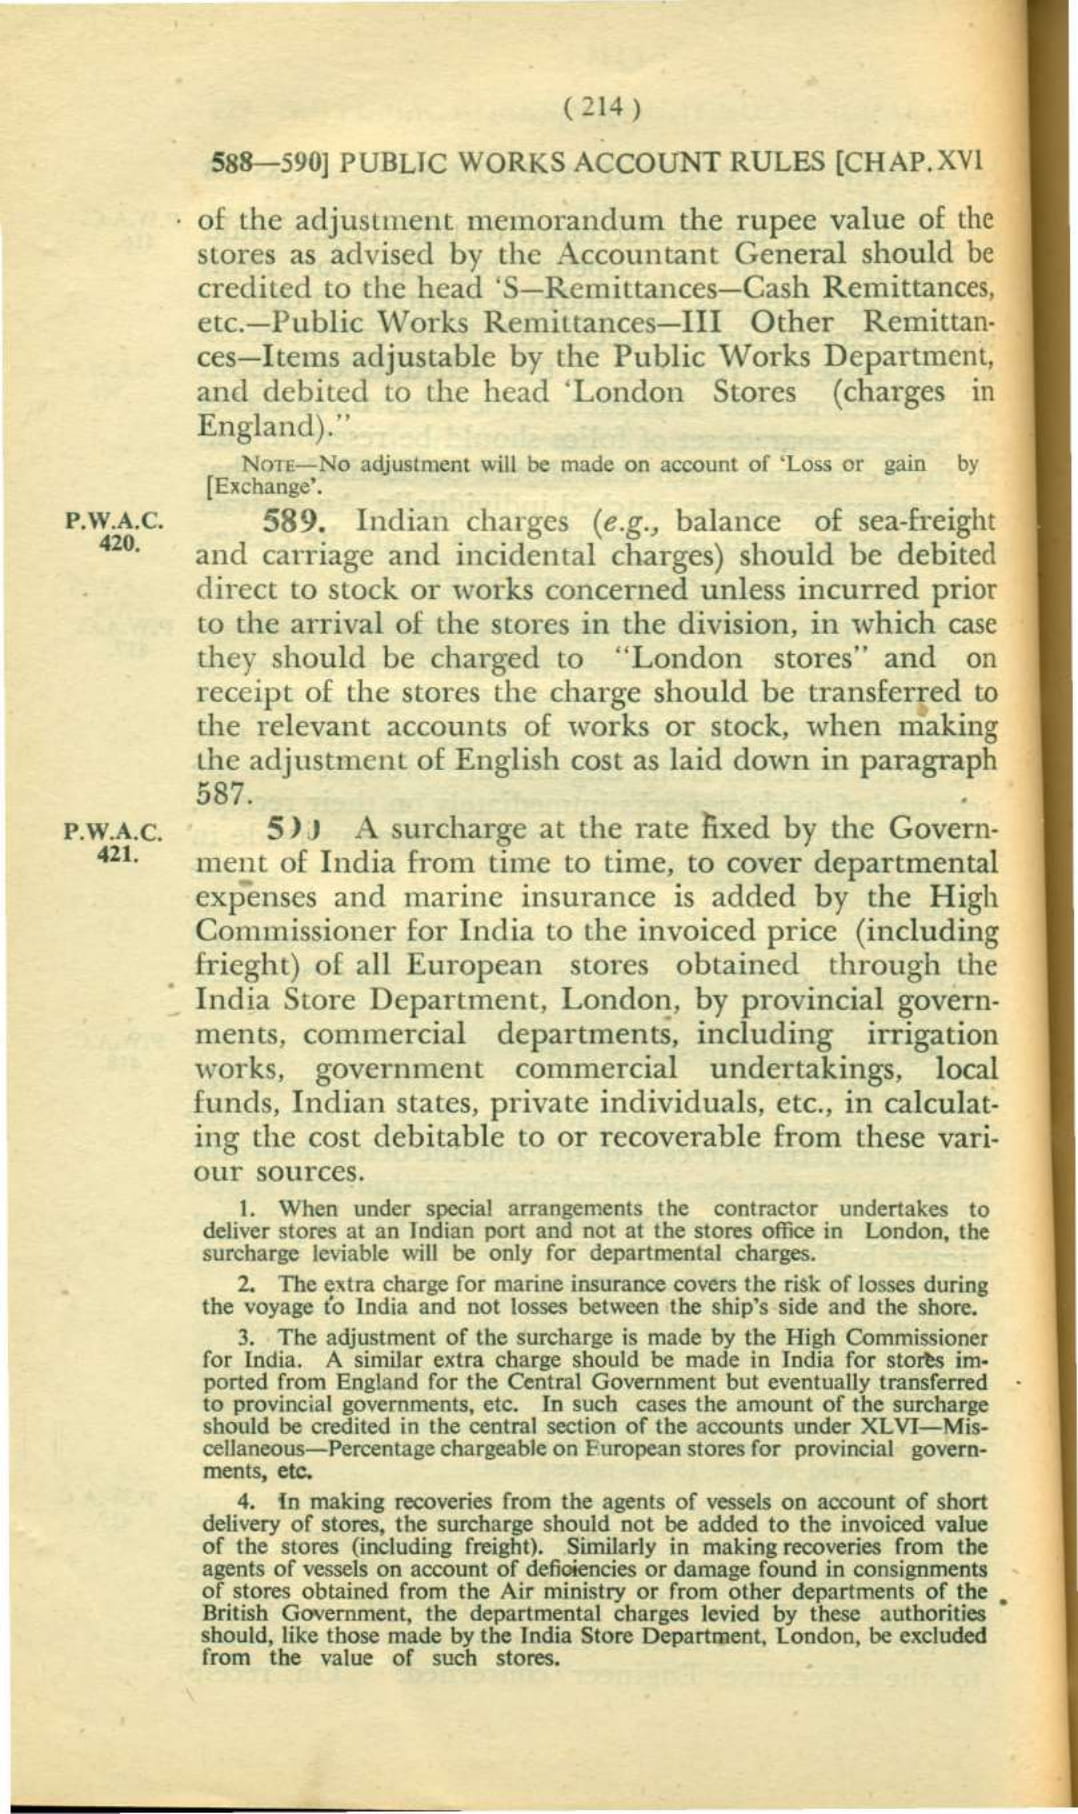 ( 214 )
588—590] PUBLIC WORKS ACCOUNT RULES [CHAP. XVI
of the adjustment memorandum the rupee value of the
stores as advised by the Accountant General should be
credited to the head 'S—Remittances—Cash Remittances,
etc.—Public Works Remittances—III Other Remittan-
ces—Items adjustable by the Public Works Department,
and debited to the head 'London Stores (charges in
England)."
NOTE—No adjustment will be made on account of 'Loss or gain by
[Exchange'.
P.W.A.C. 589. Indian charges (e.g., balance of sea-freight
420. and carriage and incidental charges) should be debited
direct to stock or works concerned unless incurred prior
to the arrival of the stores in the division, in which case
they should be charged to "London stores" and on
receipt of the stores the charge should be transferred to
the relevant accounts of works or stock, when making
the adjustment of English cost as laid down in paragraph
587.
P.W.A.C. A surcharge at the rate fixed by the Govern-
421. ment of India from time to time, to cover departmental
expenses and marine insurance is added by the High
Commissioner for India to the invoiced price (including
frieght) of all European stores obtained through the
India Store Department, London, by provincial govern-
ments, commercial departments, including irrigation
works, government commercial undertakings, local
funds, Indian states, private individuals, etc., in calculat-
ing the cost debitable to or recoverable from these vari-
our sources.
1. When under special arrangements the contractor undertakes to
deliver stores at an Indian port and not at the stores office in London, the
surcharge leviable will be only for departmental charges.
2. The extra charge for marine insurance covers the risk of losses during
the voyage to India and not losses between the ship's side and the shore.
3. The adjustment of the surcharge is made by the High Commissioner
for India. A similar extra charge should be made in India for stores im-
ported from England for the Central Government but eventually transferred
to provincial governments, etc. In such cases the amount of the surcharge
should be credited in the central section of the accounts under XLVI—Mis-
cellaneous—Percentage chargeable on European stores for provincial govern-
ments, etc.
4. In making recoveries from the agents of vessels on account of short
delivery of stores, the surcharge should not be added to the invoiced value
of the stores (including freight). Similarly in making recoveries from the
agents of vessels on account of deficiencies or damage found in consignments
of stores obtained from the Air ministry or from other departments of the
British Government, the departmental charges levied by these authorities
should, like those made by the India Store Department, London, be excluded
from the value of such stores.